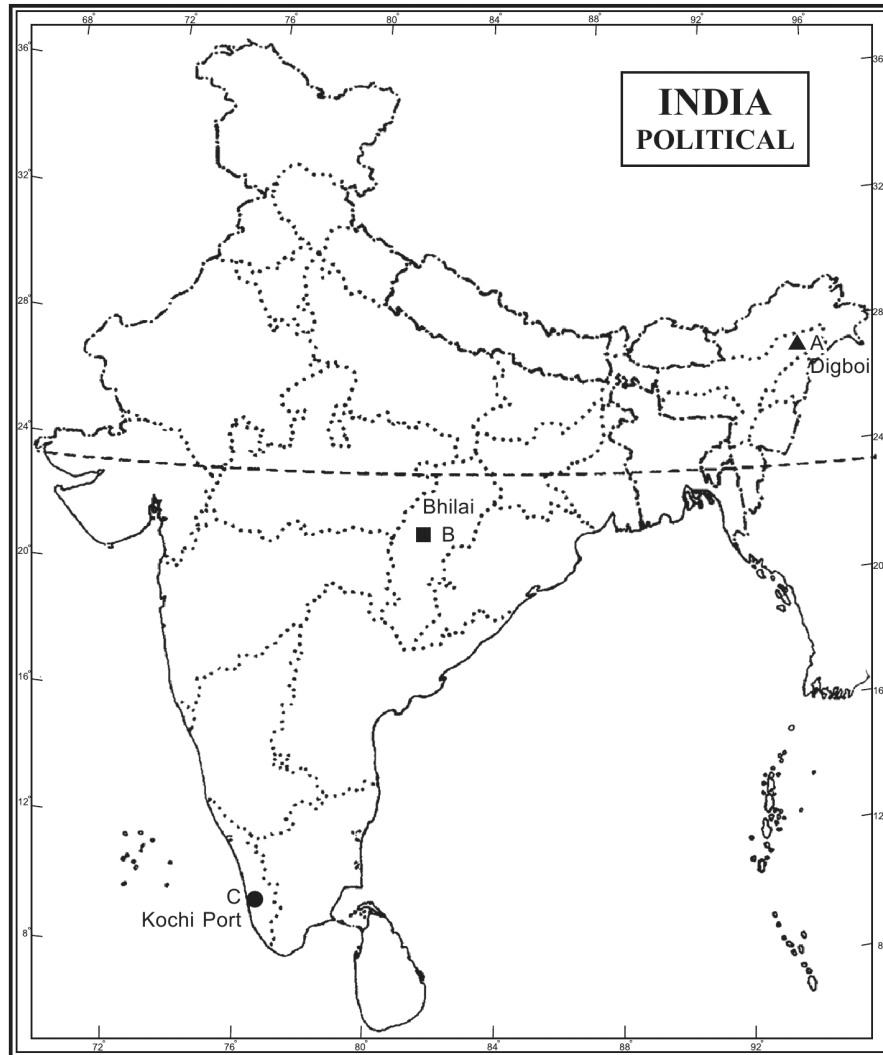 68° 72° 76° 80° 84° 88° 92° 96°
36° 36°
INDIA
POLITICAL
32° 32°
28° 28°
A
Digboi
24° 24°
Bhilai
B
20° 20
16° 16°
12° 12°
C
Kochi Port
8° 8°
72° 76° 80° 84° 88° 92°